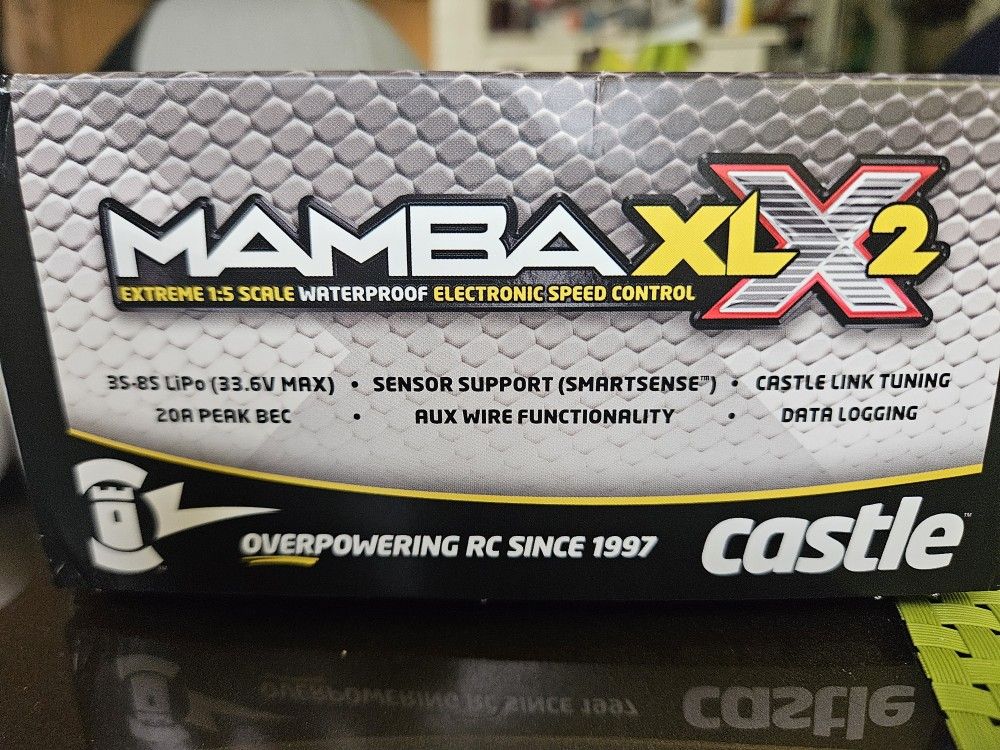 MAMBA XLX2
EXTREME 1:5 SCALE WATERPROOF ELECTRONIC SPEED CONTROL
3S-8S LiPo (33.6V MAX) • SENSOR SUPPORT (SMARTSENSE™) • CASTLE LINK TUNING
20A PEAK BEC • AUX WIRE FUNCTIONALITY • DATA LOGGING
OVERPOWERING RC SINCE 1997
castle™